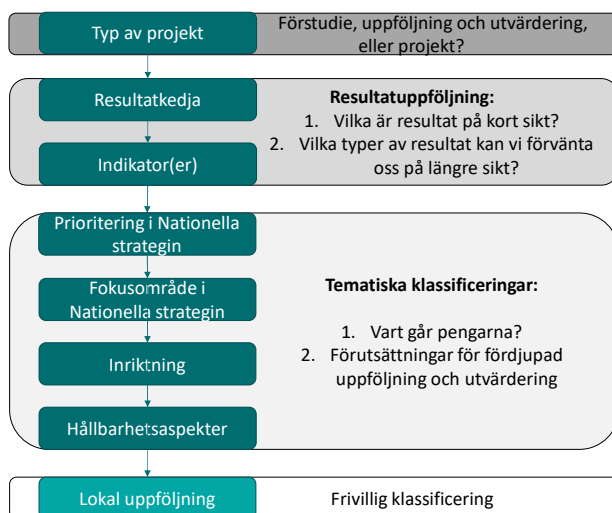 Typ av projekt
Förstudie, uppföljning och utvärdering,
eller projekt?
Resultatkedja
Indikator(er)
Resultatuppföljning:
1. Vilka är resultat på kort sikt?
2. Vilka typer av resultat kan vi förvänta
oss på längre sikt?
Prioritering i Nationella
strategin
Fokusområde i
Nationella strategin
Inriktning
Hållbarhetsaspekter
Tematiska klassificeringar:
1. Vart går pengarna?
2. Förutsättningar för fördjupad
uppföljning och utvärdering
Lokal uppföljning
Frivillig klassificering